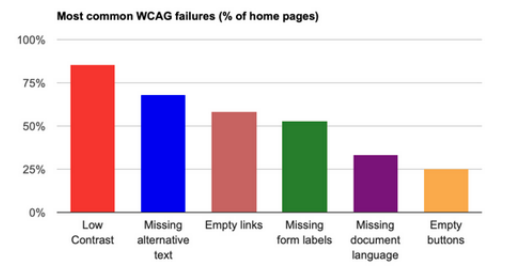 Most common WCAG failures (% of home pages)
100%
75%
50%
25%
0%
Low
Contrast
Missing
alternative
text
Empty links
Missing
form labels
Missing
document
language
Empty
buttons